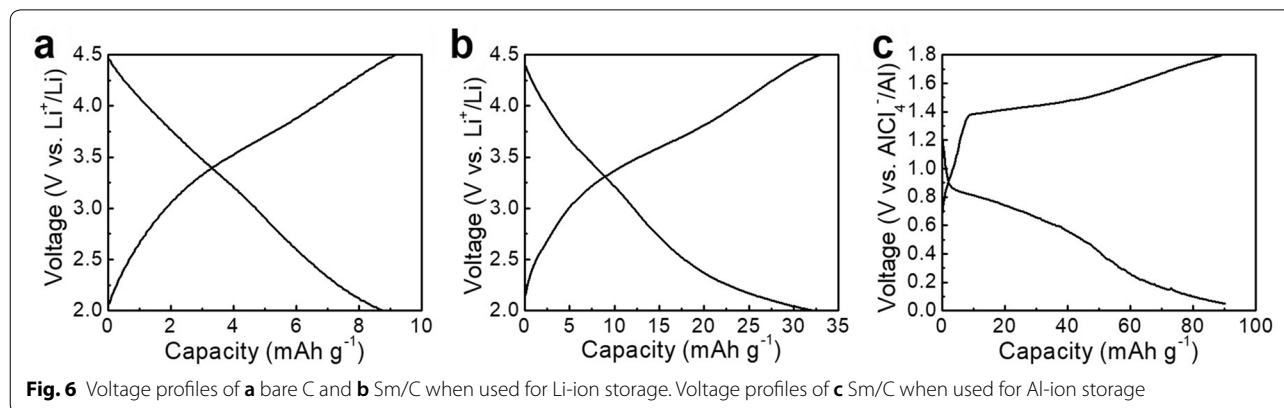 a
4.5
4.0
3.5
3.0
2.5
2.0
Voltage (V vs. Li⁺/Li)
0 2 4 6 8 10
Capacity (mAh g⁻¹)
b
4.5
4.0
3.5
3.0
2.5
2.0
Voltage (V vs. Li⁺/Li)
0 5 10 15 20 25 30 35
Capacity (mAh g⁻¹)
c
1.8
1.6
1.4
1.2
1.0
0.8
0.6
0.4
0.2
0.0
Voltage (V vs. AlCl₄⁻/Al)
0 20 40 60 80 100
Capacity (mAh g⁻¹)
Fig. 6 Voltage profiles of a bare C and b Sm/C when used for Li-ion storage. Voltage profiles of c Sm/C when used for Al-ion storage